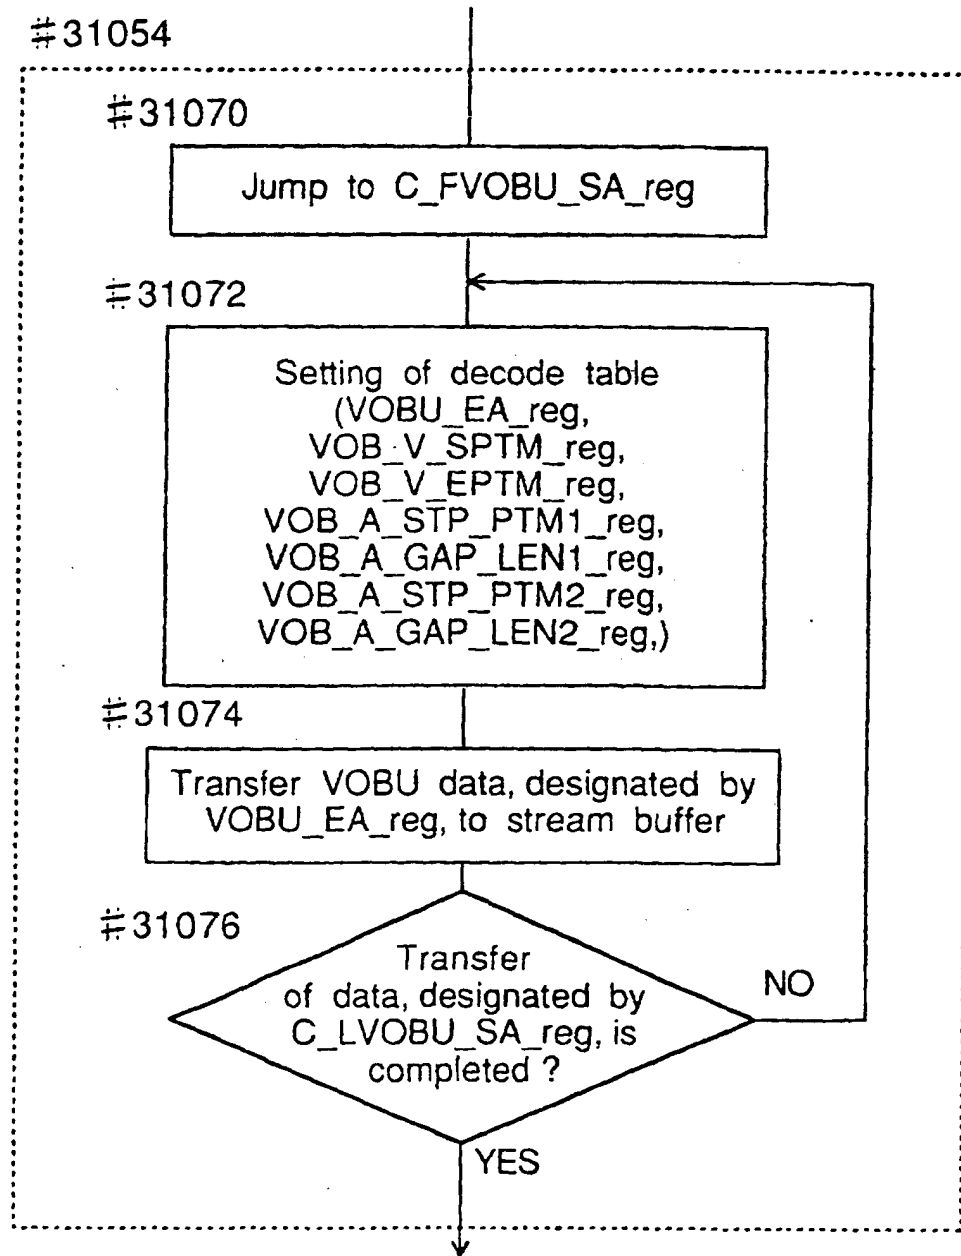 #31054
#31070
Jump to C_FVOBU_SA_reg
#31072
Setting of decode table
(VOBU_EA_reg,
VOB_V_SPTM_reg,
VOB_V_EPTM_reg,
VOB_A_STP_PTM1_reg,
VOB_A_GAP_LEN1_reg,
VOB_A_STP_PTM2_reg,
VOB_A_GAP_LEN2_reg,)
#31074
Transfer VOBU data, designated by
VOBU_EA_reg, to stream buffer
#31076
Transfer
of data, designated by
C_LVOBU_SA_reg, is
completed ?
NO
YES